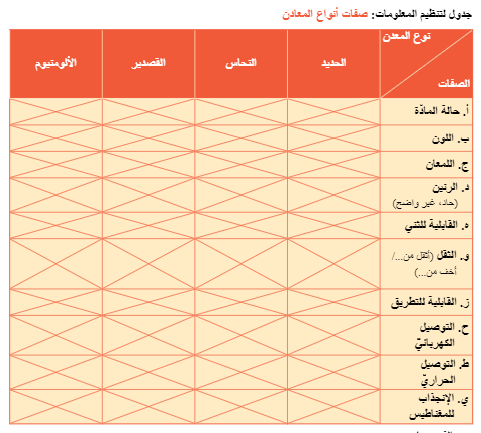 جدول لتنظيم المعلومات: صفات أنواع المعادن
نوع المعدن
الصفات
الحديد
النحاس
القصدير
الألومنيوم
أ. حالة المادّة
ب. اللون
ج. اللمعان
د. الرنين
(حاد، غير واضح)
ه. القابلية للثني
و. الثقل (أثقل من.../
أخف من...)
ز. القابلية للتطريق
ح. التوصيل
الكهربائيّ
ط. التوصيل
الحراريّ
ي. الإنجذاب
للمغناطيس